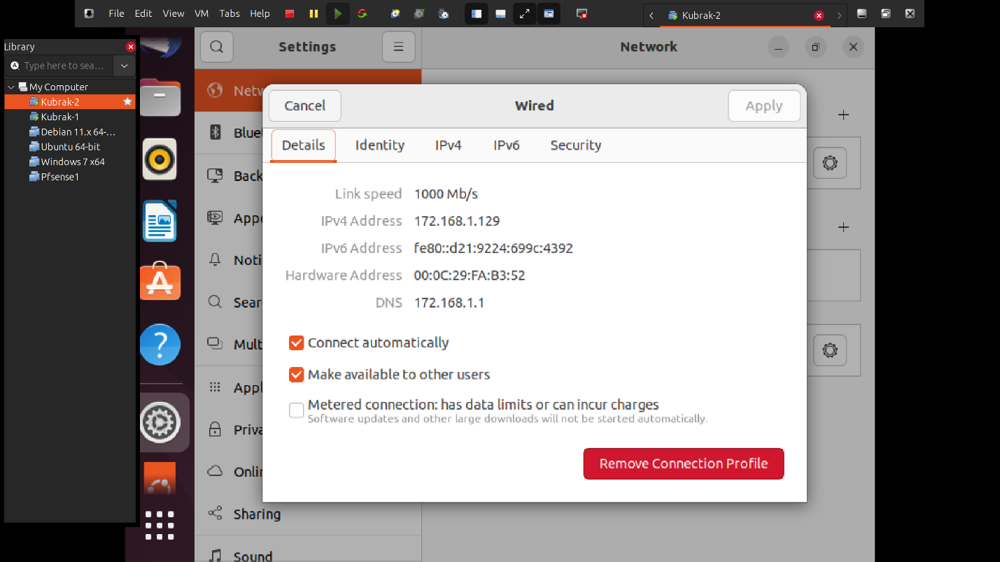 File Edit View VM Tabs Help
Kubrak-2
Library
Type here to sea...
My Computer
Kubrak-2
Kubrak-1
Debian 11.x 64-...
Ubuntu 64-bit
Windows 7 x64
Pfsense1
Settings
Network
Netw
Blue
Back
Appe
Noti
Sear
Mult
Appl
Priva
Onlin
Sharing
Sound
Cancel
Wired
Apply
Details Identity IPv4 IPv6 Security
Link speed 1000 Mb/s
IPv4 Address 172.168.1.129
IPv6 Address fe80::d21:9224:699c:4392
Hardware Address 00:0C:29:FA:B3:52
DNS 172.168.1.1
Connect automatically
Make available to other users
Metered connection: has data limits or can incur charges
Software updates and other large downloads will not be started automatically.
Remove Connection Profile